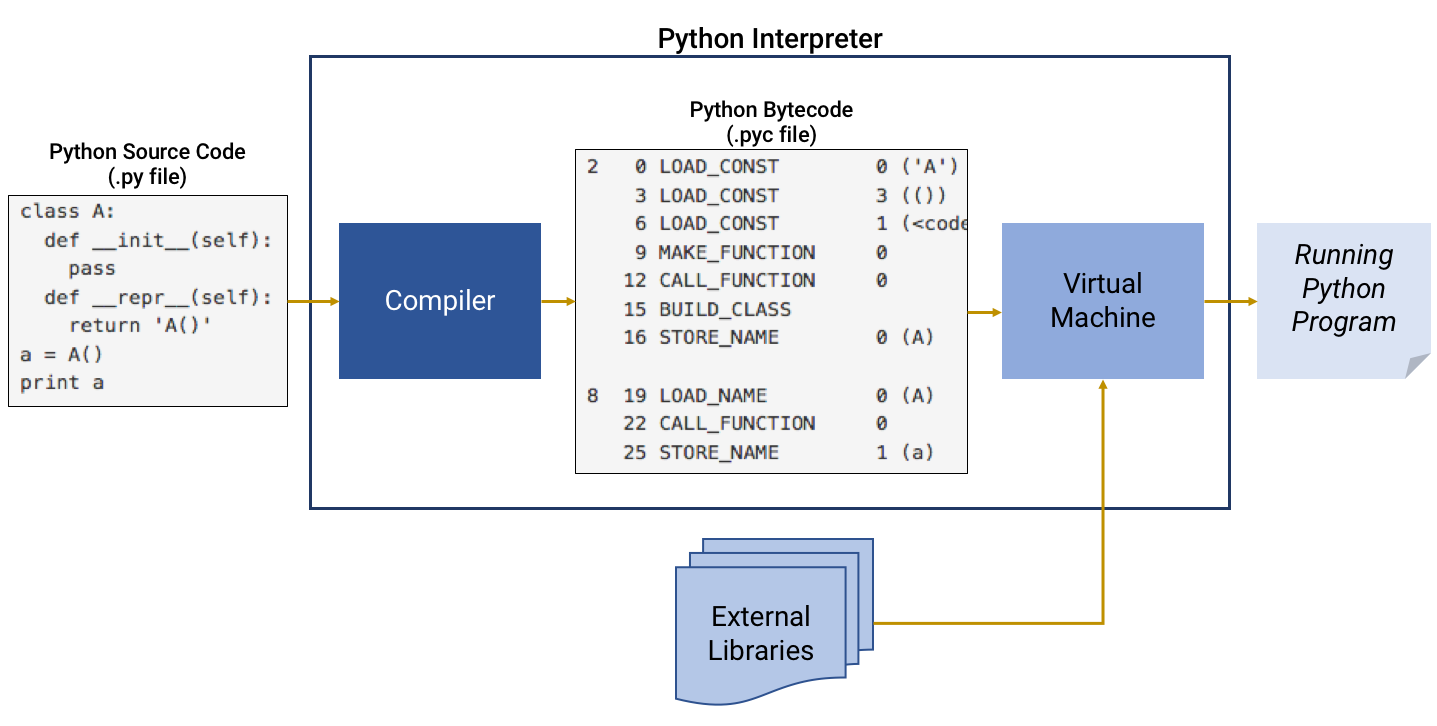 Python Interpreter
Python Source Code
(.py file)
class A:
  def __init__(self):
    pass
  def __repr__(self):
    return 'A()'
a = A()
print a
Compiler
Python Bytecode
(.pyc file)
2   0 LOAD_CONST        0 ('A')
    3 LOAD_CONST        3 (())
    6 LOAD_CONST        1 (<code
    9 MAKE_FUNCTION     0
   12 CALL_FUNCTION     0
   15 BUILD_CLASS
   16 STORE_NAME        0 (A)
8  19 LOAD_NAME         0 (A)
   22 CALL_FUNCTION     0
   25 STORE_NAME        1 (a)
Virtual
Machine
Running
Python
Program
External
Libraries